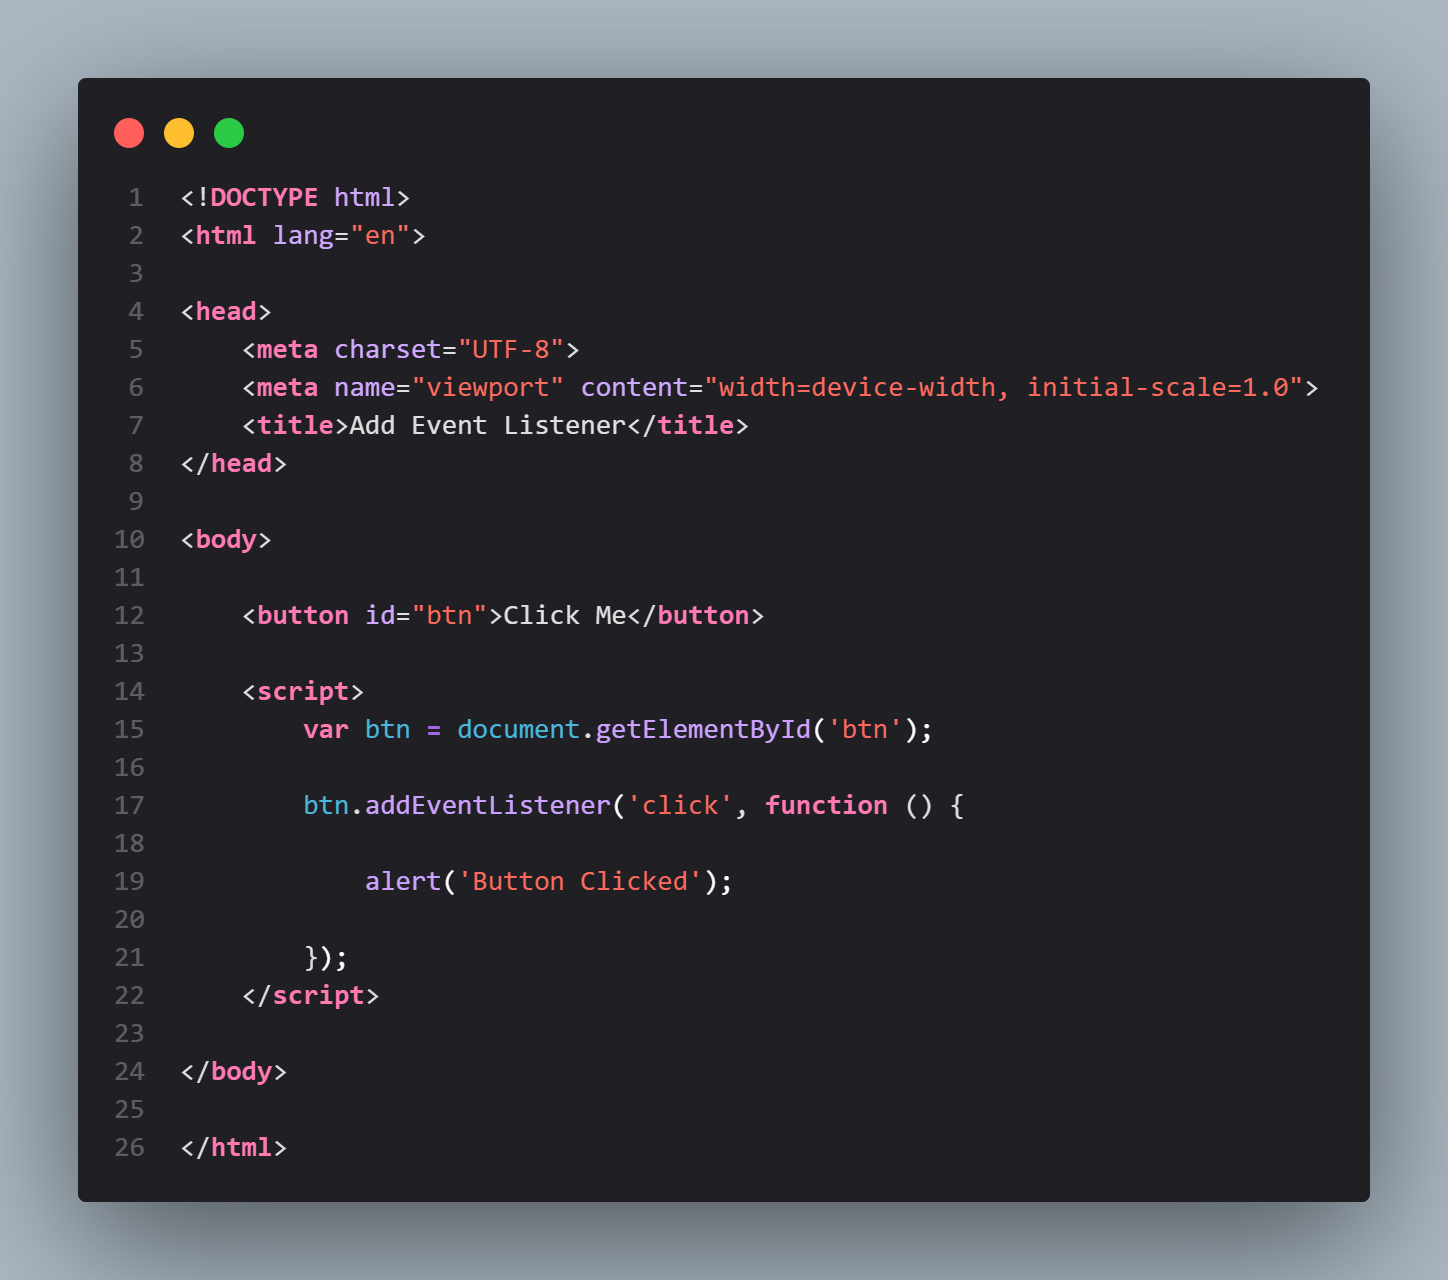 1 <!DOCTYPE html>
2 <html lang="en">
3
4 <head>
5     <meta charset="UTF-8">
6     <meta name="viewport" content="width=device-width, initial-scale=1.0">
7     <title>Add Event Listener</title>
8 </head>
9
10 <body>
11
12     <button id="btn">Click Me</button>
13
14     <script>
15         var btn = document.getElementById('btn');
16
17         btn.addEventListener('click', function () {
18
19             alert('Button Clicked');
20
21         });
22     </script>
23
24 </body>
25
26 </html>